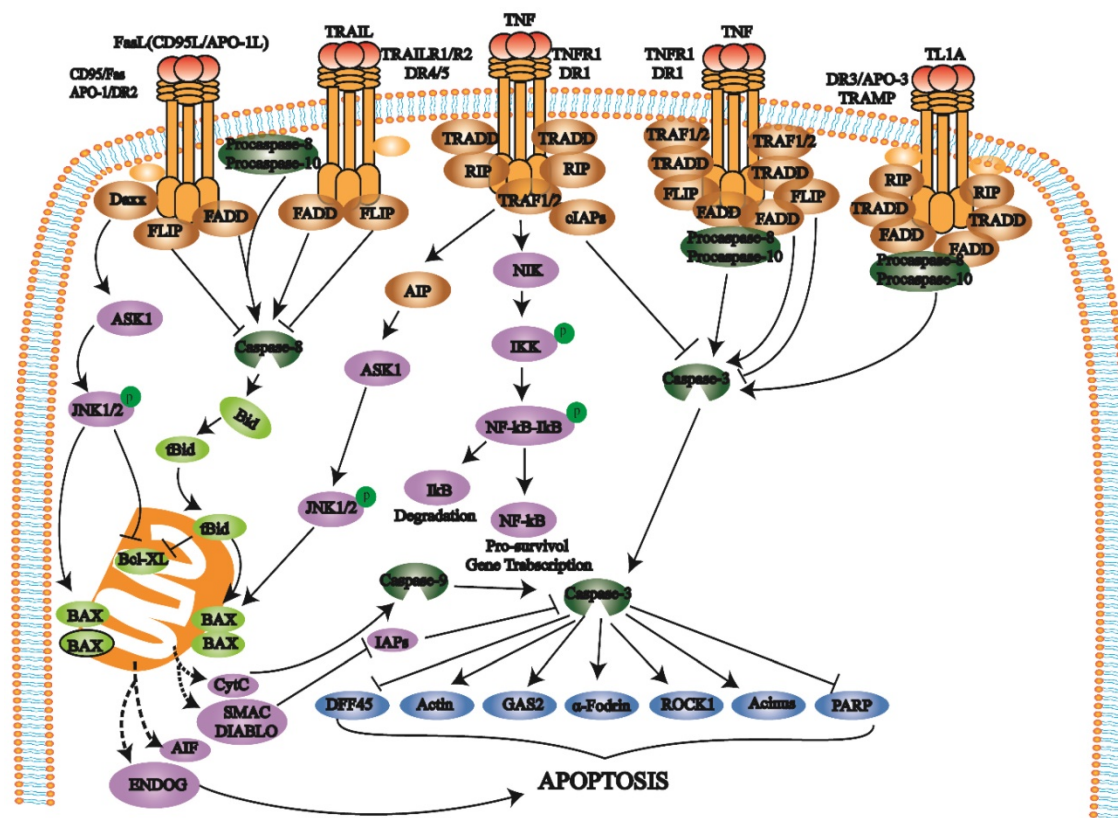 FasL(CD95L/APO-1L)
CD95/Fas
APO-1/DR2
TRAIL
TRAILR1/R2
DR4/5
TNF
TNFR1
DR1
TNF
TNFR1
DR1
TL1A
DR3/APO-3
TRAMP
Procaspase-8
Procaspase-10
Daxx
FLIP
FADD
FADD
FLIP
TRADD
TRADD
RIP
RIP
TRAF1/2
cIAPs
TRAF1/2
TRAF1/2
TRADD
TRADD
FLIP
FLIP
FADD
FADD
Procaspase-8
Procaspase-10
RIP
RIP
TRADD
TRADD
FADD
FADD
Procaspase-8
Procaspase-10
ASK1
JNK1/2
P
Caspase-8
Bid
tBid
tBid
Bcl-XL
BAX
BAX
BAX
BAX
AIP
ASK1
JNK1/2
P
NIK
IKK
P
NF-kB-IkB
P
IkB
Degradation
NF-kB
Pro-survivol
Gene Trabscription
Caspase-3
Caspase-9
Caspase-3
IAPs
CytC
SMAC
DIABLO
AIF
ENDOG
DFF45
Actin
GAS2
α-Fodrin
ROCK1
Acinus
PARP
APOPTOSIS